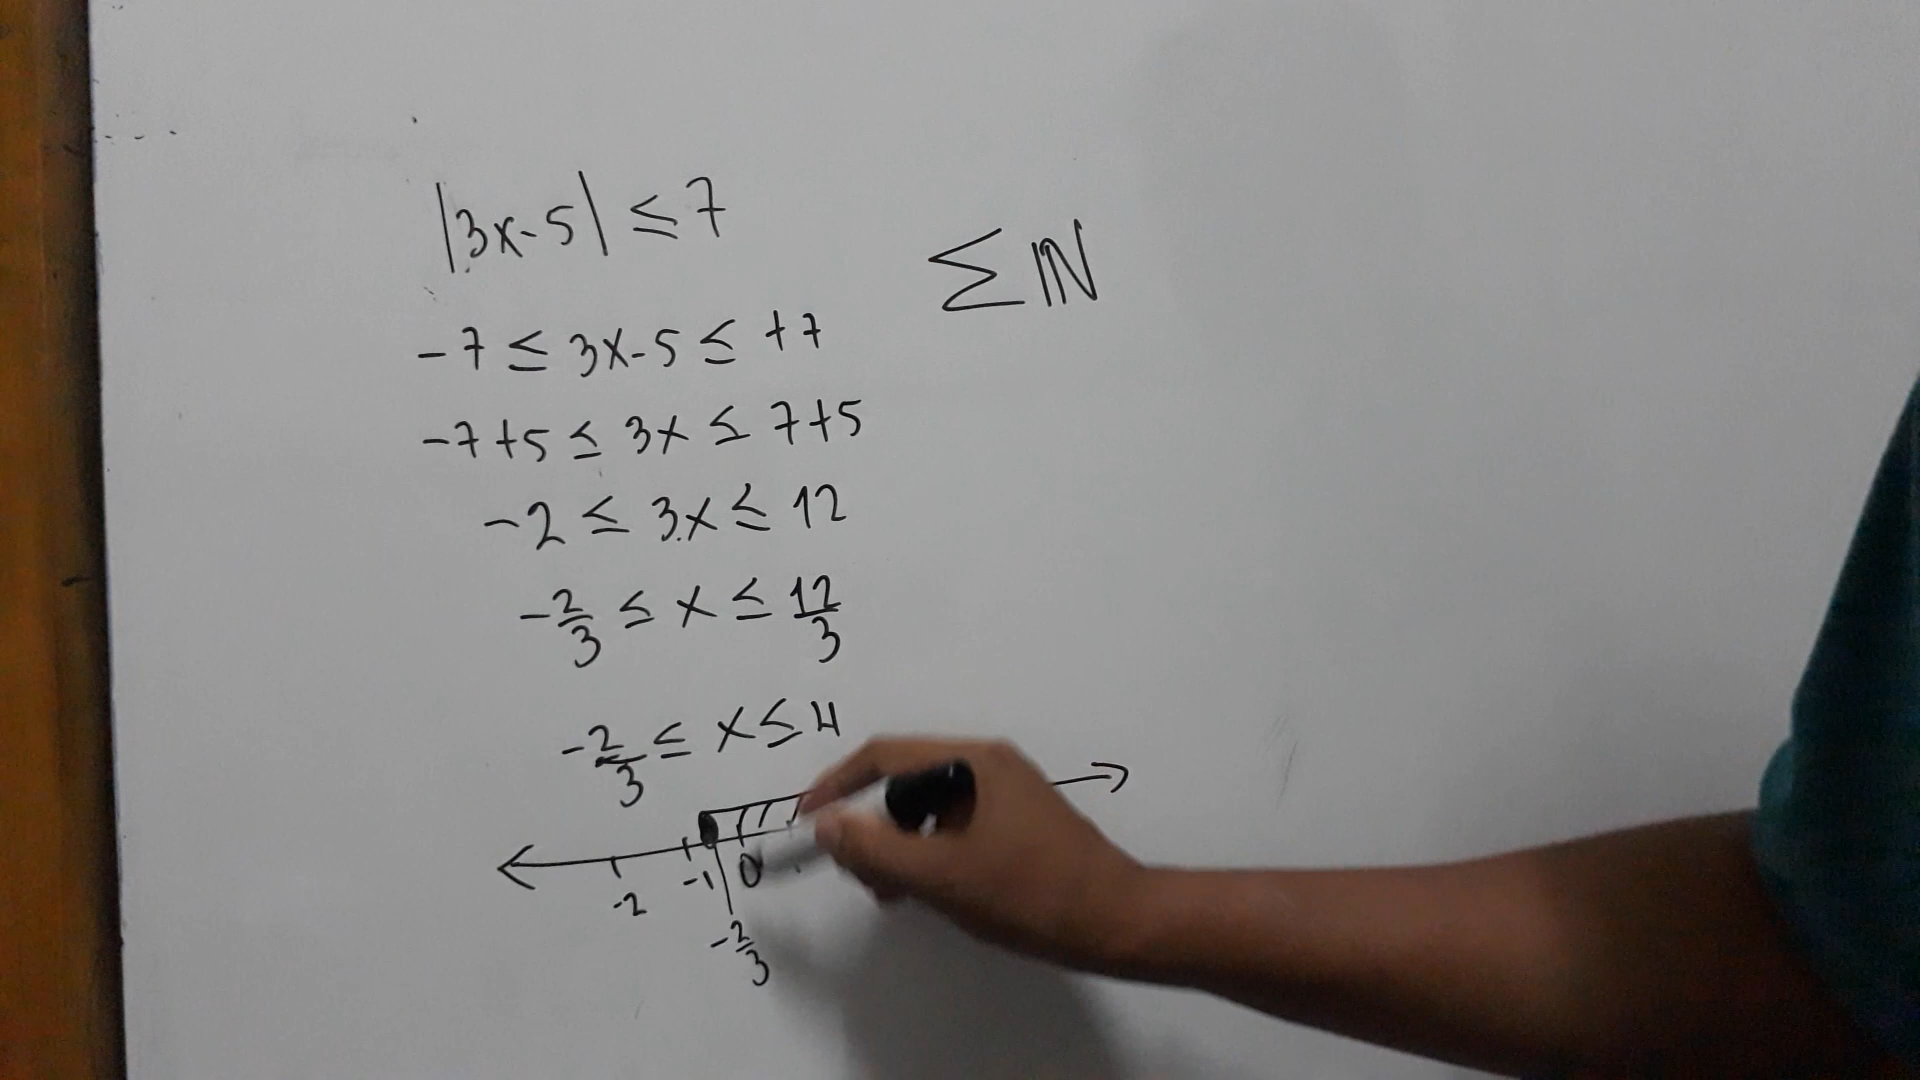 |3x-5| ≤ 7
∑ ℕ
-7 ≤ 3x-5 ≤ +7
-7+5 ≤ 3x ≤ 7+5
-2 ≤ 3x ≤ 12
-2/3 ≤ x ≤ 12/3
-2/3 ≤ x ≤ 4
-2 -1 0
-2/3